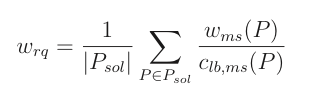 $w_{rq} = \frac{1}{|P_{sol}|} \sum_{P \in P_{sol}} \frac{w_{ms}(P)}{c_{lb,ms}(P)}$